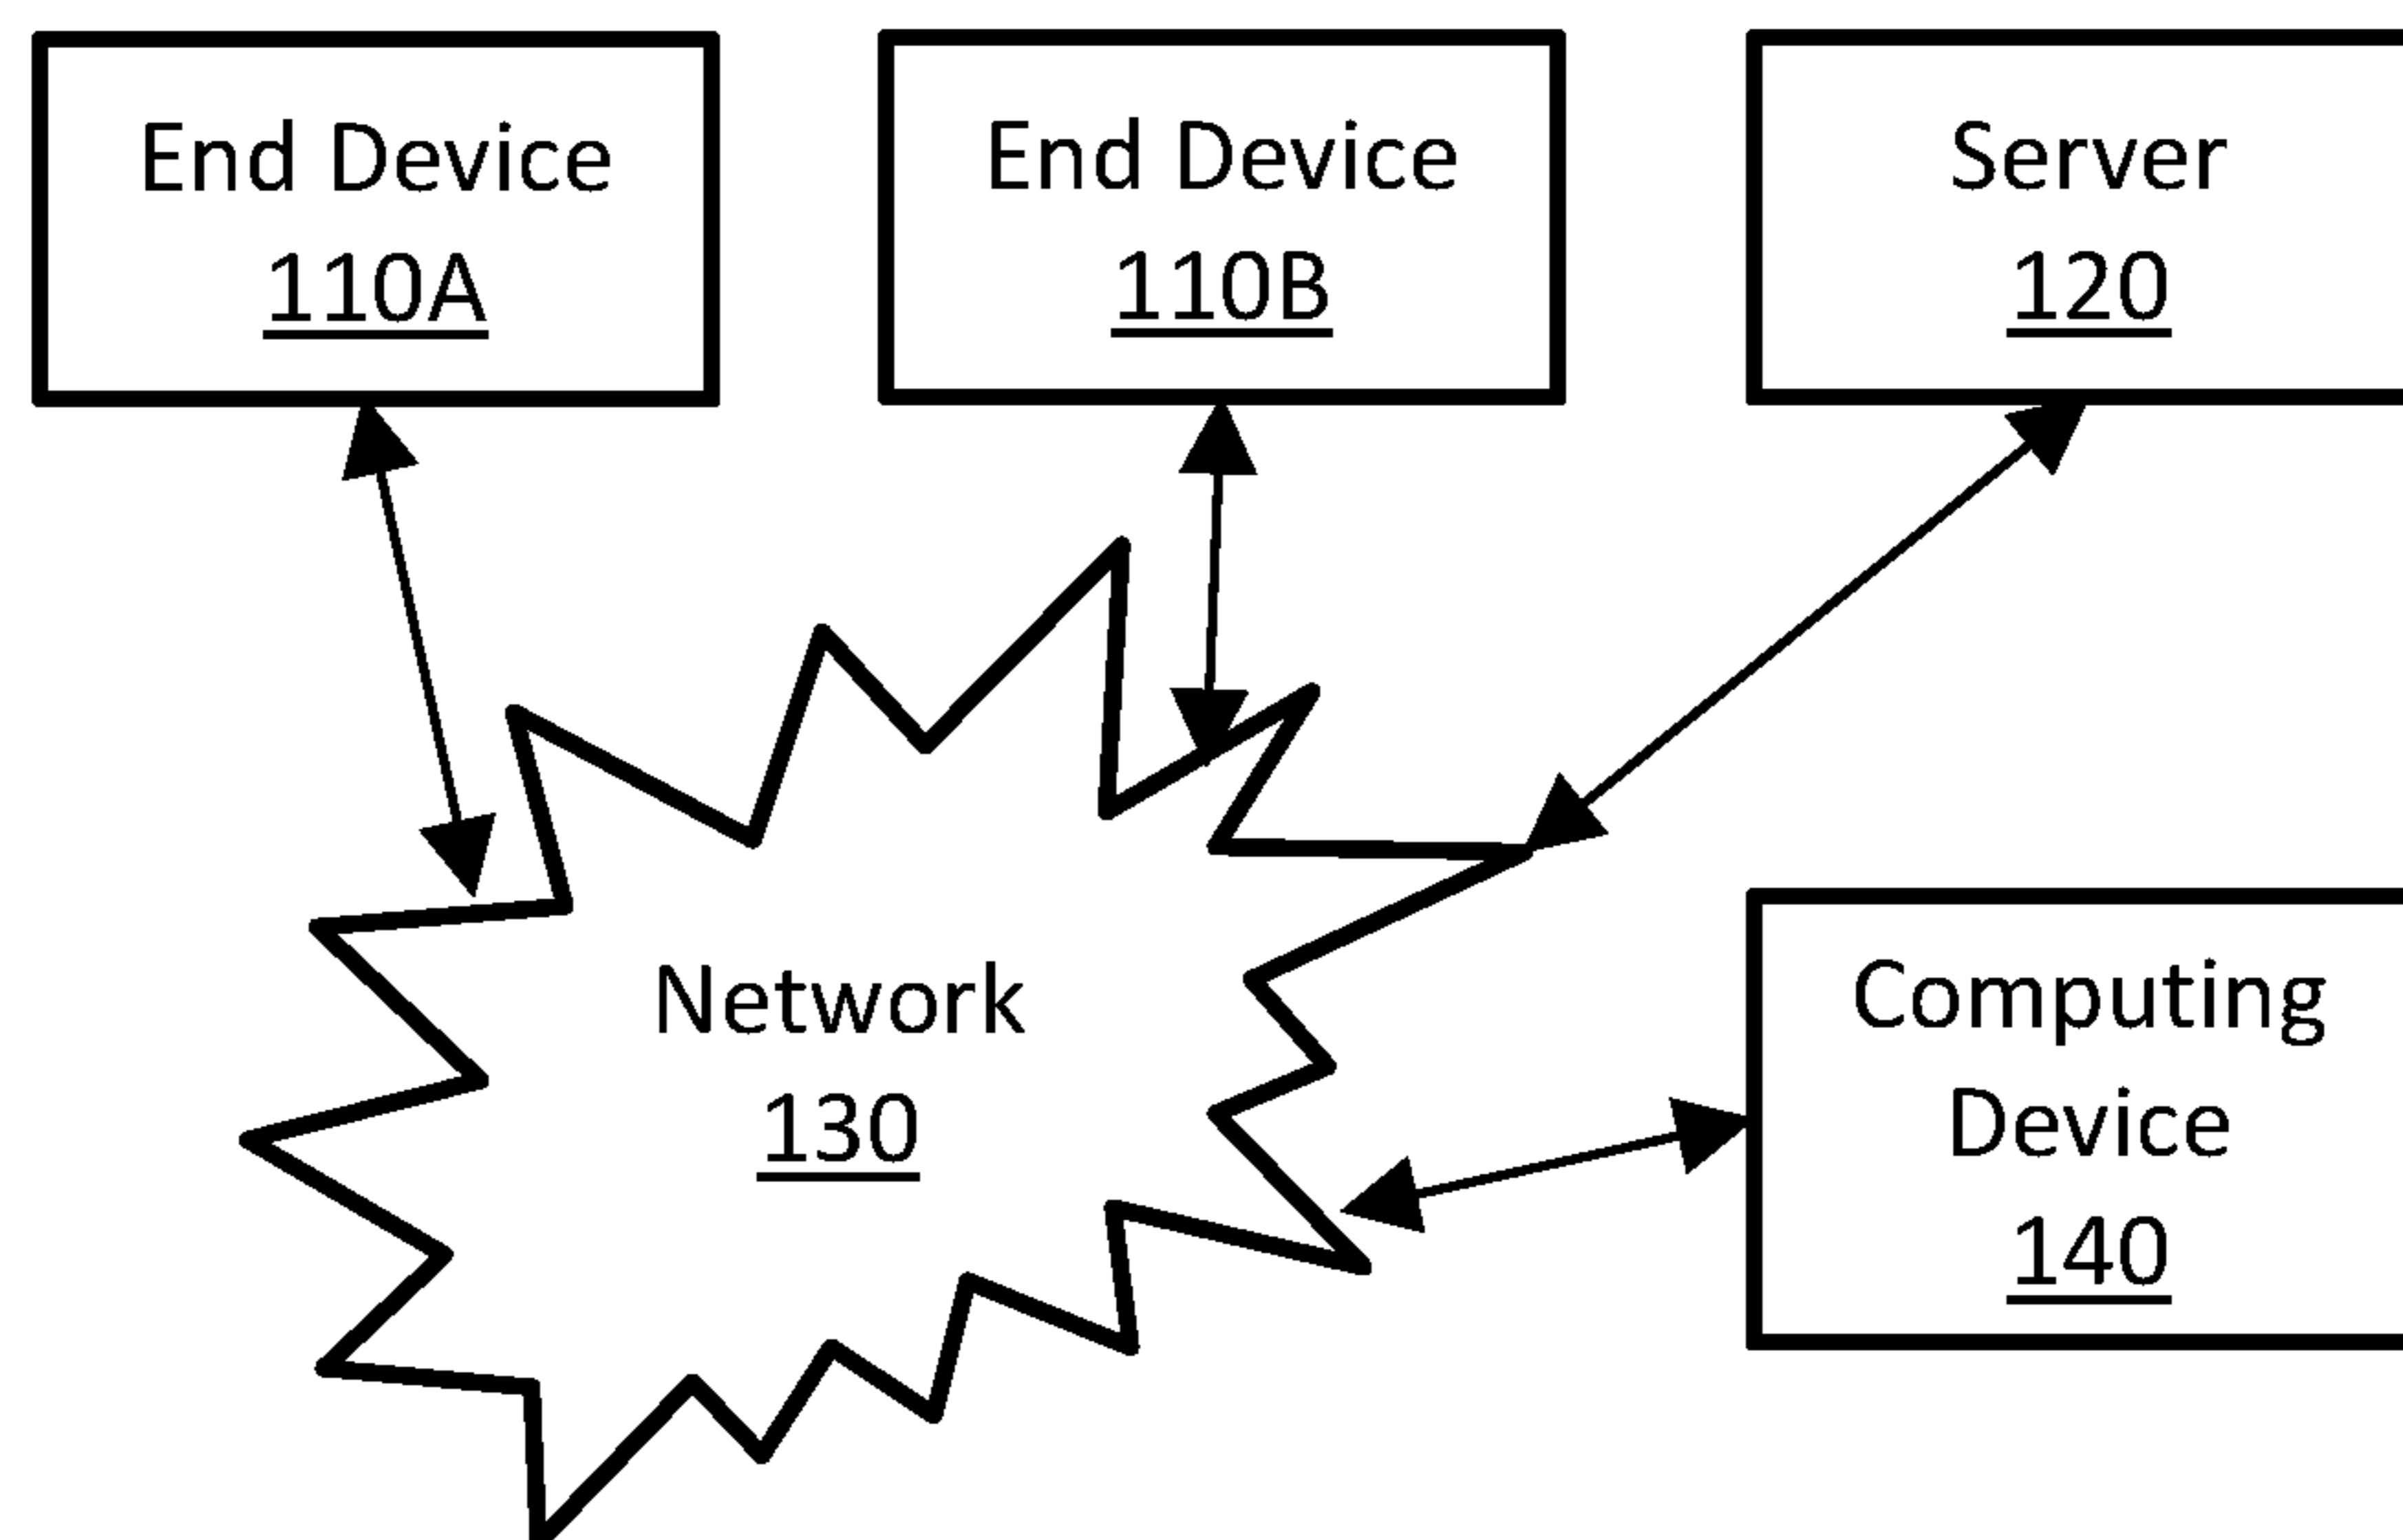 End Device
110A
End Device
110B
Server
120
Network
130
Computing
Device
140